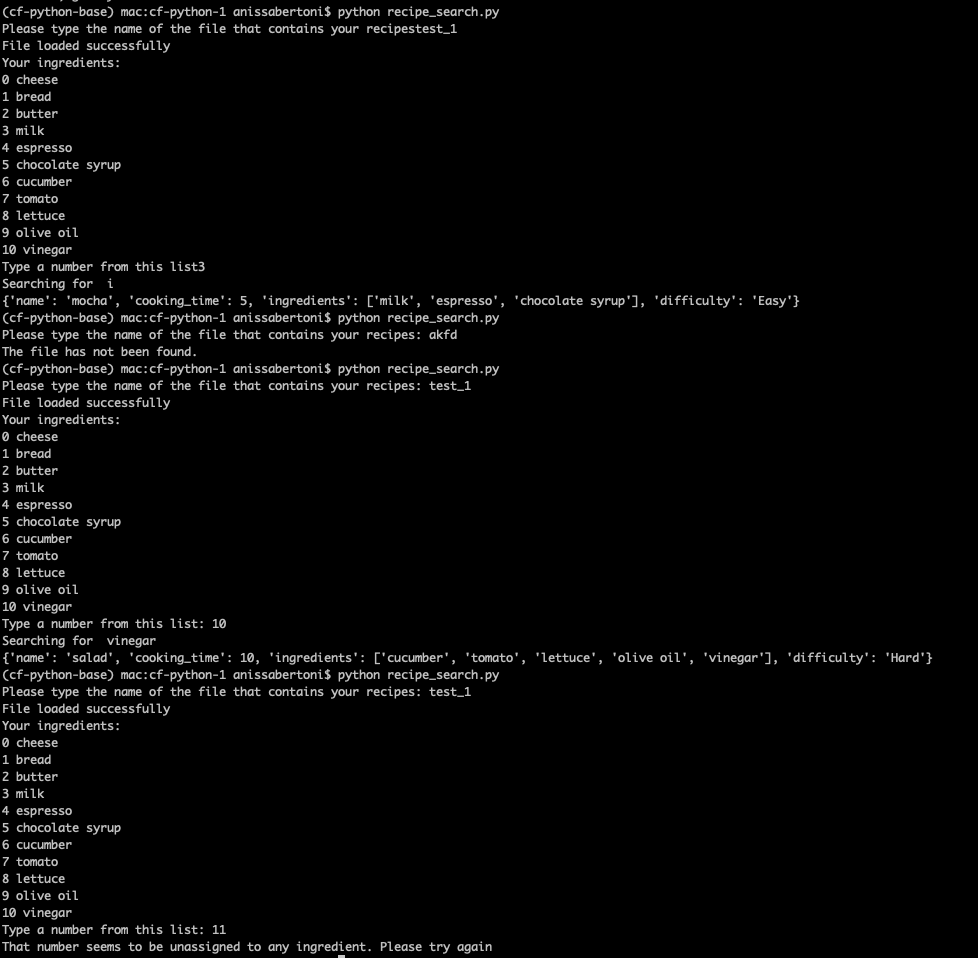 (cf-python-base) mac:cf-python-1 anissabertoni$ python recipe_search.py
Please type the name of the file that contains your recipestest_1
File loaded successfully
Your ingredients:
0 cheese
1 bread
2 butter
3 milk
4 espresso
5 chocolate syrup
6 cucumber
7 tomato
8 lettuce
9 olive oil
10 vinegar
Type a number from this list3
Searching for  i
{'name': 'mocha', 'cooking_time': 5, 'ingredients': ['milk', 'espresso', 'chocolate syrup'], 'difficulty': 'Easy'}
(cf-python-base) mac:cf-python-1 anissabertoni$ python recipe_search.py
Please type the name of the file that contains your recipes: akfd
The file has not been found.
(cf-python-base) mac:cf-python-1 anissabertoni$ python recipe_search.py
Please type the name of the file that contains your recipes: test_1
File loaded successfully
Your ingredients:
0 cheese
1 bread
2 butter
3 milk
4 espresso
5 chocolate syrup
6 cucumber
7 tomato
8 lettuce
9 olive oil
10 vinegar
Type a number from this list: 10
Searching for  vinegar
{'name': 'salad', 'cooking_time': 10, 'ingredients': ['cucumber', 'tomato', 'lettuce', 'olive oil', 'vinegar'], 'difficulty': 'Hard'}
(cf-python-base) mac:cf-python-1 anissabertoni$ python recipe_search.py
Please type the name of the file that contains your recipes: test_1
File loaded successfully
Your ingredients:
0 cheese
1 bread
2 butter
3 milk
4 espresso
5 chocolate syrup
6 cucumber
7 tomato
8 lettuce
9 olive oil
10 vinegar
Type a number from this list: 11
That number seems to be unassigned to any ingredient. Please try again